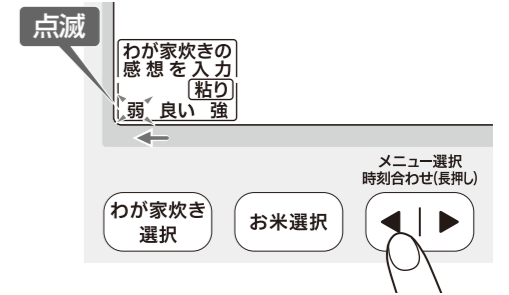 点滅
わが家炊きの
感想を入力
粘り
弱 良い 強
メニュー選択
時刻合わせ(長押し)
わが家炊き
選択
お米選択